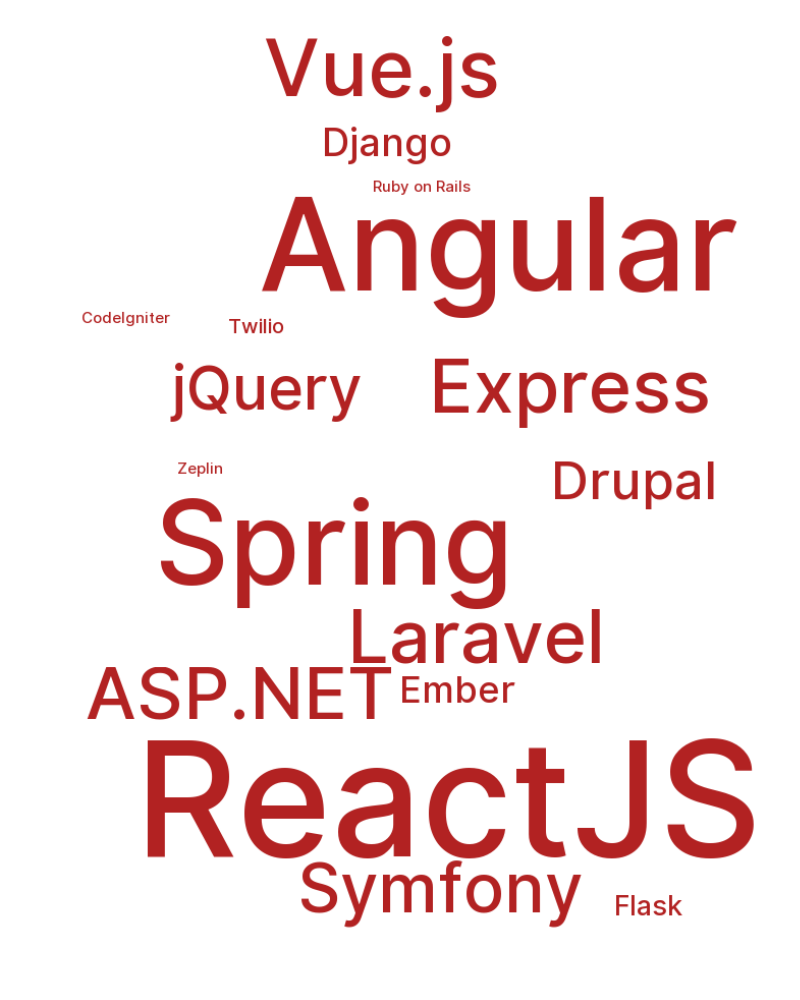 Vue.js
Django
Ruby on Rails
Angular
CodeIgniter
Twilio
jQuery
Express
Zeplin
Drupal
Spring
Laravel
ASP.NET
Ember
ReactJS
Symfony
Flask